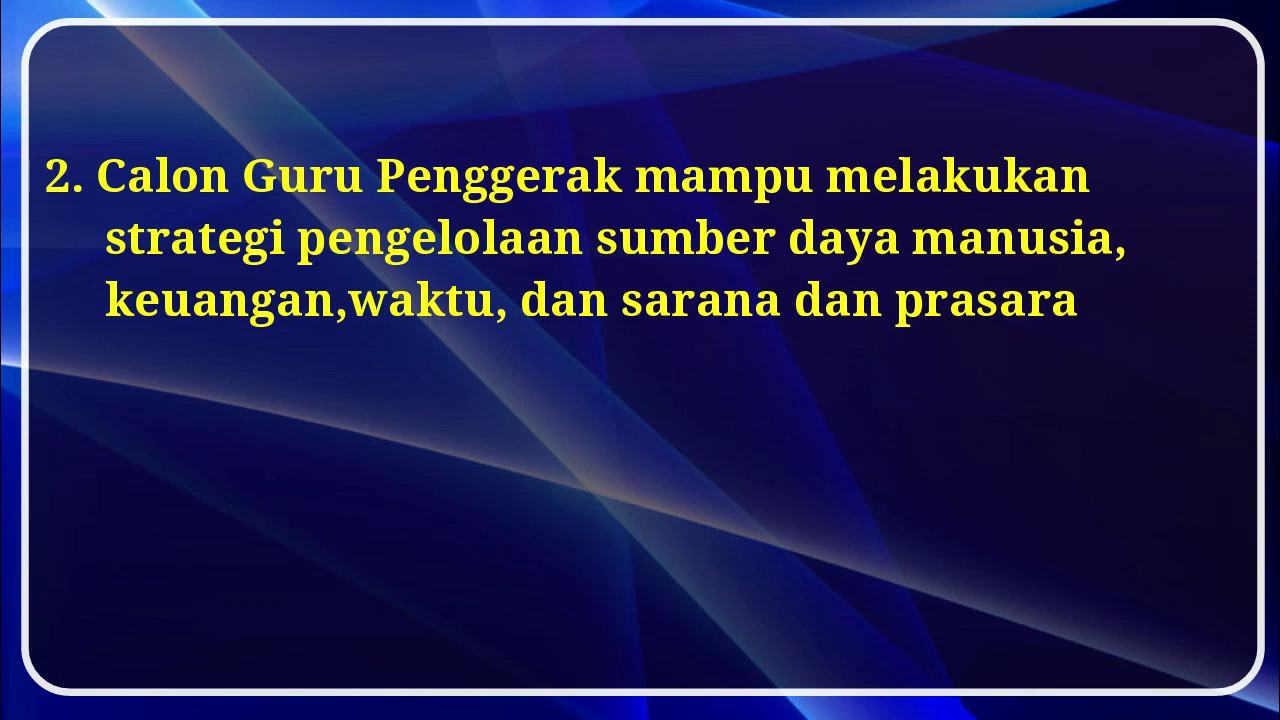 2. Calon Guru Penggerak mampu melakukan
strategi pengelolaan sumber daya manusia,
keuangan,waktu, dan sarana dan prasara